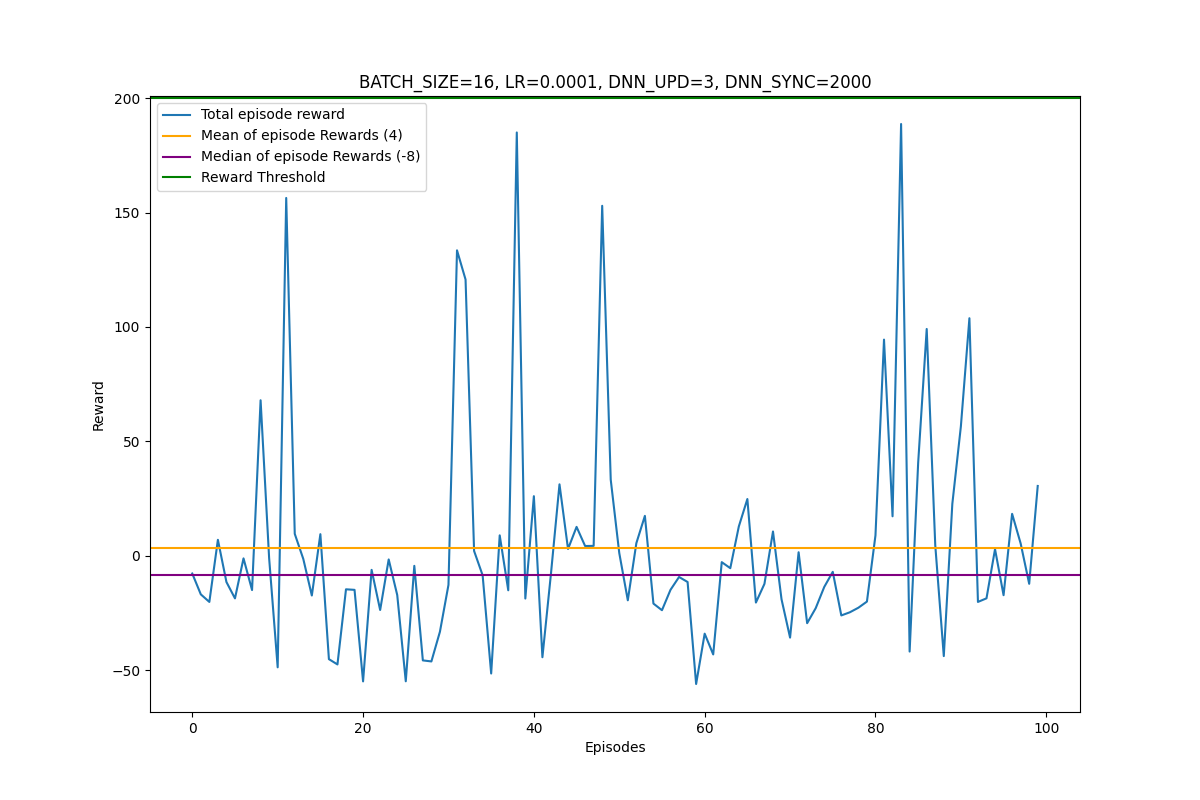 BATCH_SIZE=16, LR=0.0001, DNN_UPD=3, DNN_SYNC=2000
Total episode reward
Mean of episode Rewards (4)
Median of episode Rewards (-8)
Reward Threshold
200
150
100
50
0
−50
Reward
0 20 40 60 80 100
Episodes